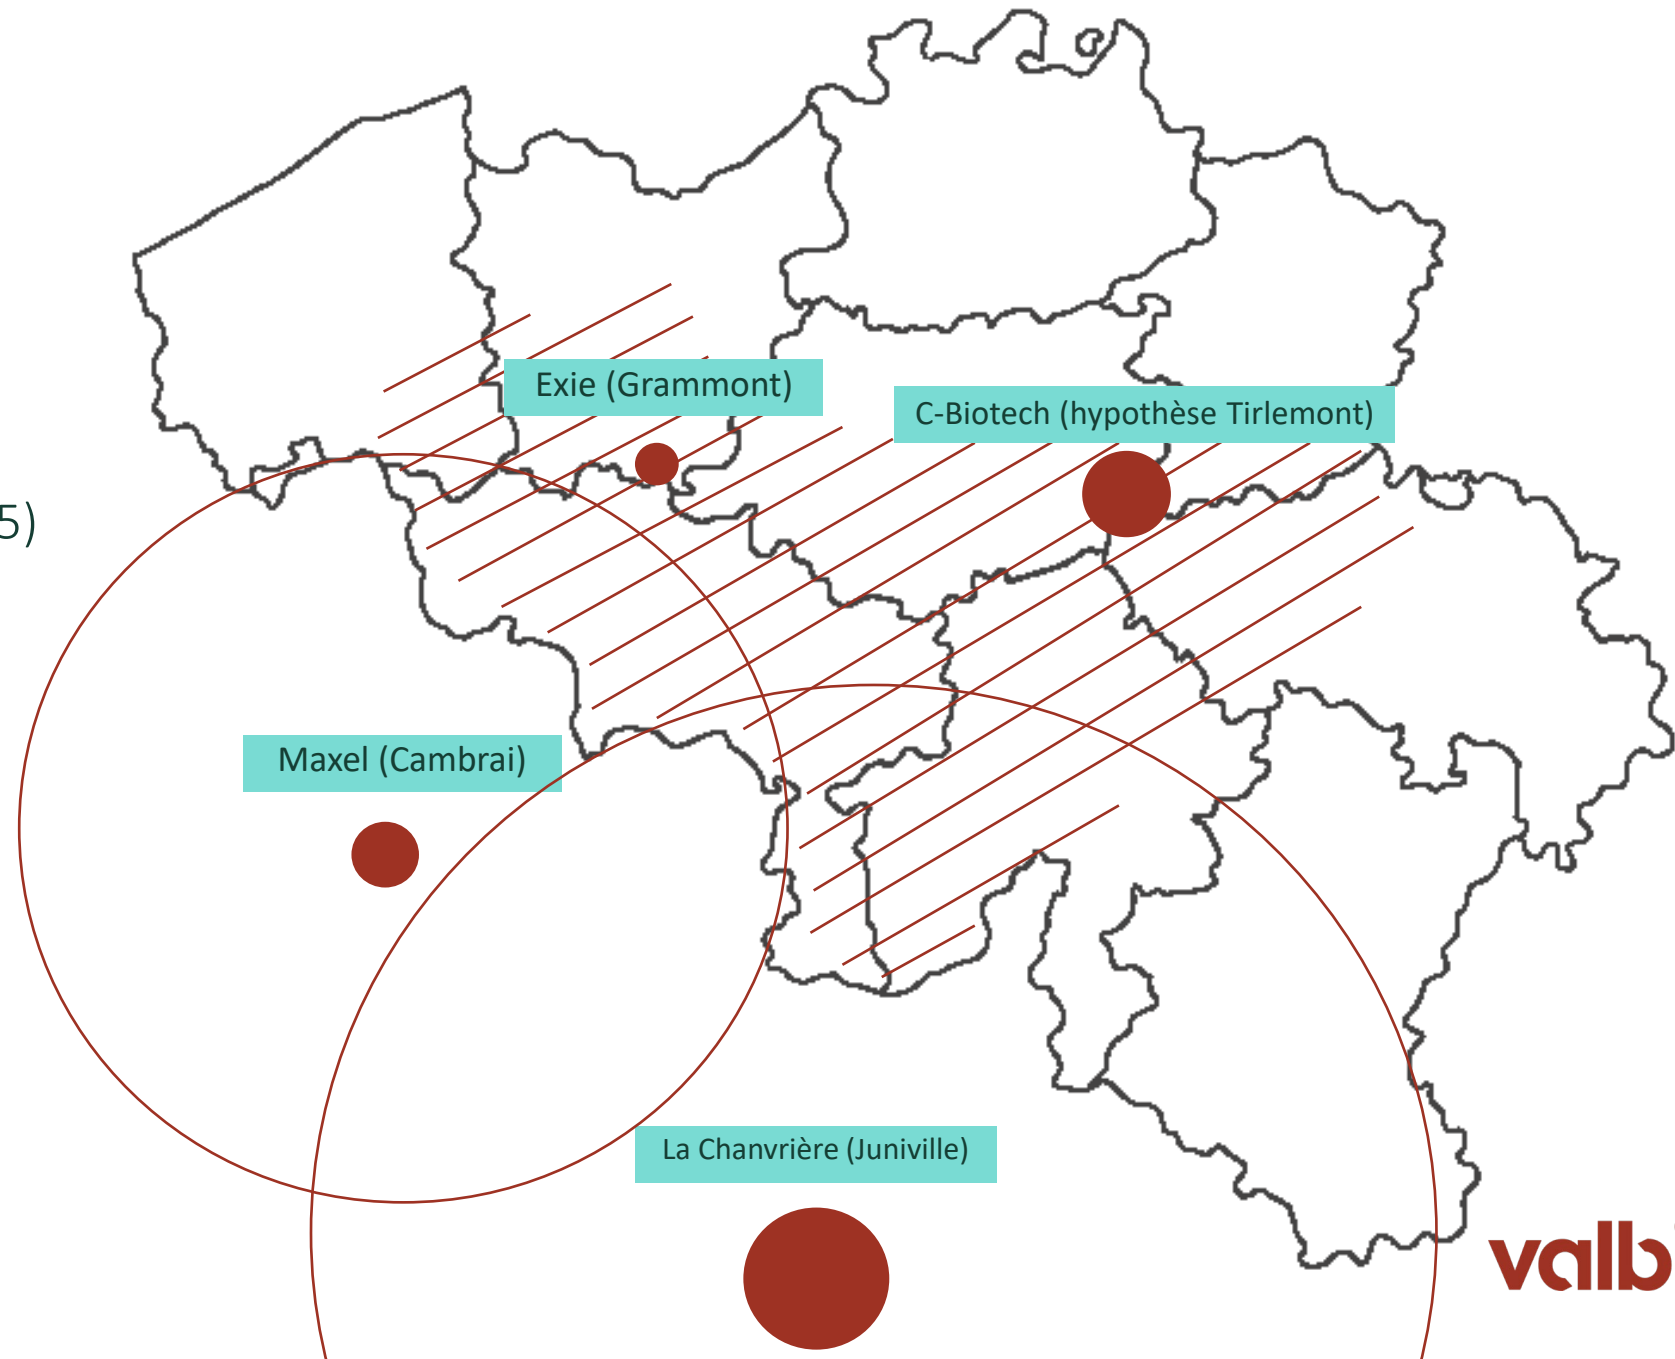 Exie (Grammont)
C-Biotech (hypothèse Tirlemont)
5)
Maxel (Cambrai)
La Chanvrière (Juniville)
valb